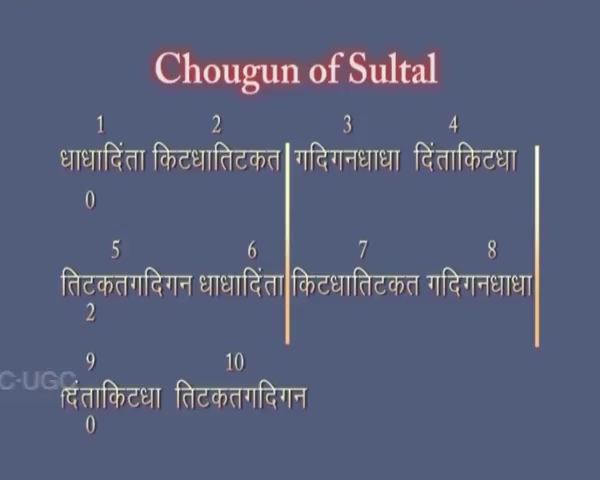 Chougun of Sultal
1 2 3 4
धाधादिंता किटधातिटकत गदिगनधाधा दिंताकिटधा
0
5 6 7 8
तिटकतगदिगन धाधादिंता किटधातिटकत गदिगनधाधा
2
9 10
C-UGC
दिंताकिटधा तिटकतगदिगन
0